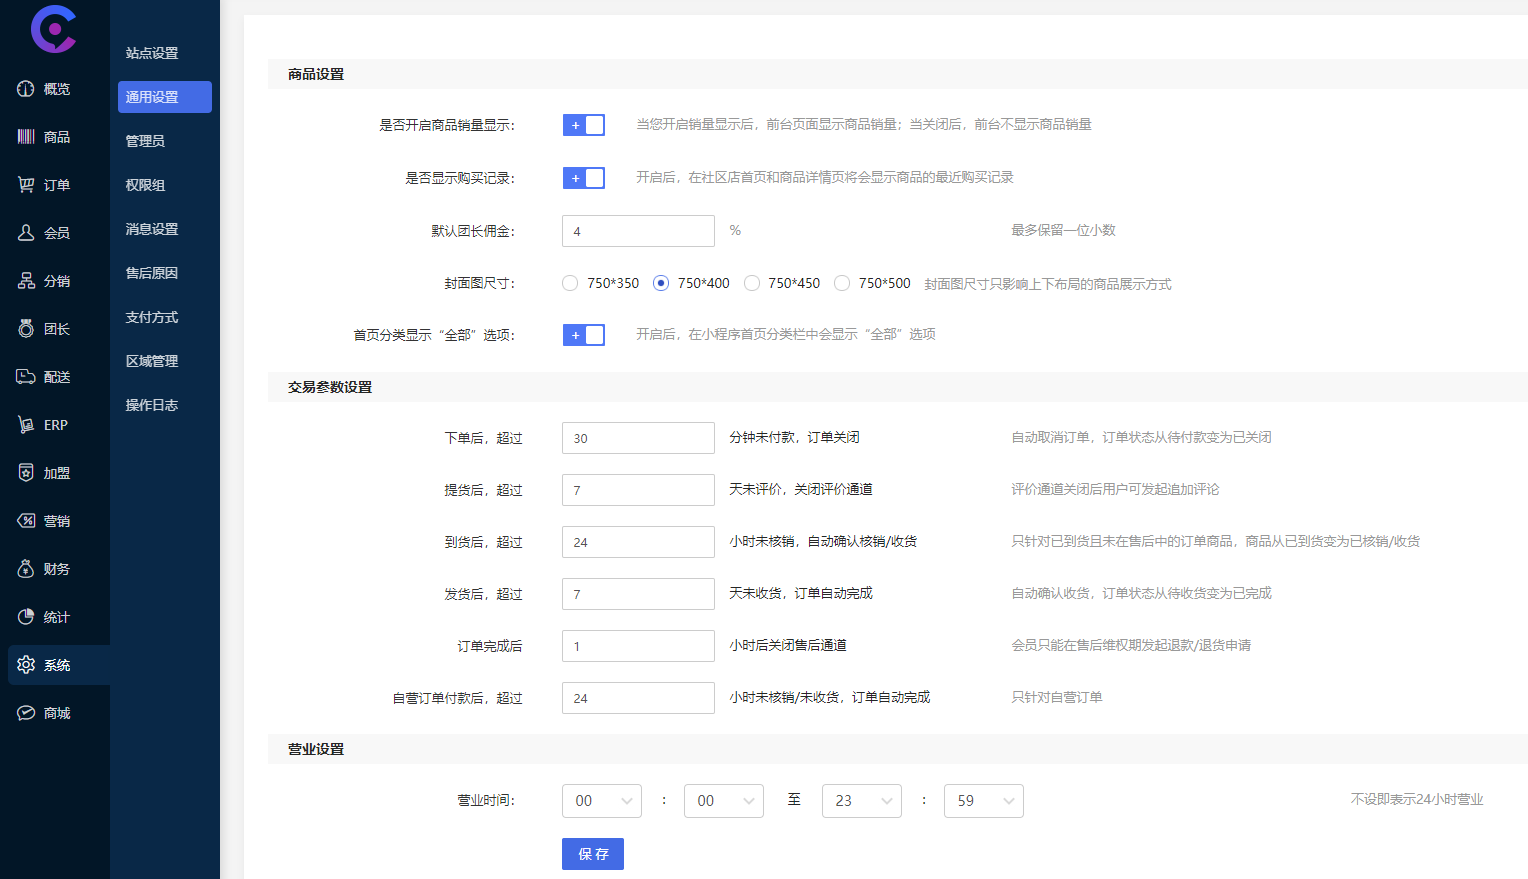 概览
商品
订单
会员
分销
团长
配送
ERP
加盟
营销
财务
统计
系统
商城
站点设置
通用设置
管理员
权限组
消息设置
售后原因
支付方式
区域管理
操作日志
商品设置
是否开启商品销量显示： 当您开启销量显示后，前台页面显示商品销量；当关闭后，前台不显示商品销量
是否显示购买记录： 开启后，在社区店首页和商品详情页将会显示商品的最近购买记录
默认团长佣金： 4 % 最多保留一位小数
封面图尺寸： 750*350 750*400 750*450 750*500 封面图尺寸只影响上下布局的商品展示方式
首页分类显示“全部”选项： 开启后，在小程序首页分类栏中会显示“全部”选项
交易参数设置
下单后，超过 30 分钟未付款，订单关闭 自动取消订单，订单状态从待付款变为已关闭
提货后，超过 7 天未评价，关闭评价通道 评价通道关闭后用户可发起追加评论
到货后，超过 24 小时未核销，自动确认核销/收货 只针对已到货且未在售后中的订单商品，商品从已到货变为已核销/收货
发货后，超过 7 天未收货，订单自动完成 自动确认收货，订单状态从待收货变为已完成
订单完成后 1 小时后关闭售后通道 会员只能在售后维权期发起退款/退货申请
自营订单付款后，超过 24 小时未核销/未收货，订单自动完成 只针对自营订单
营业设置
营业时间： 00 : 00 至 23 : 59 不设即表示24小时营业
保存